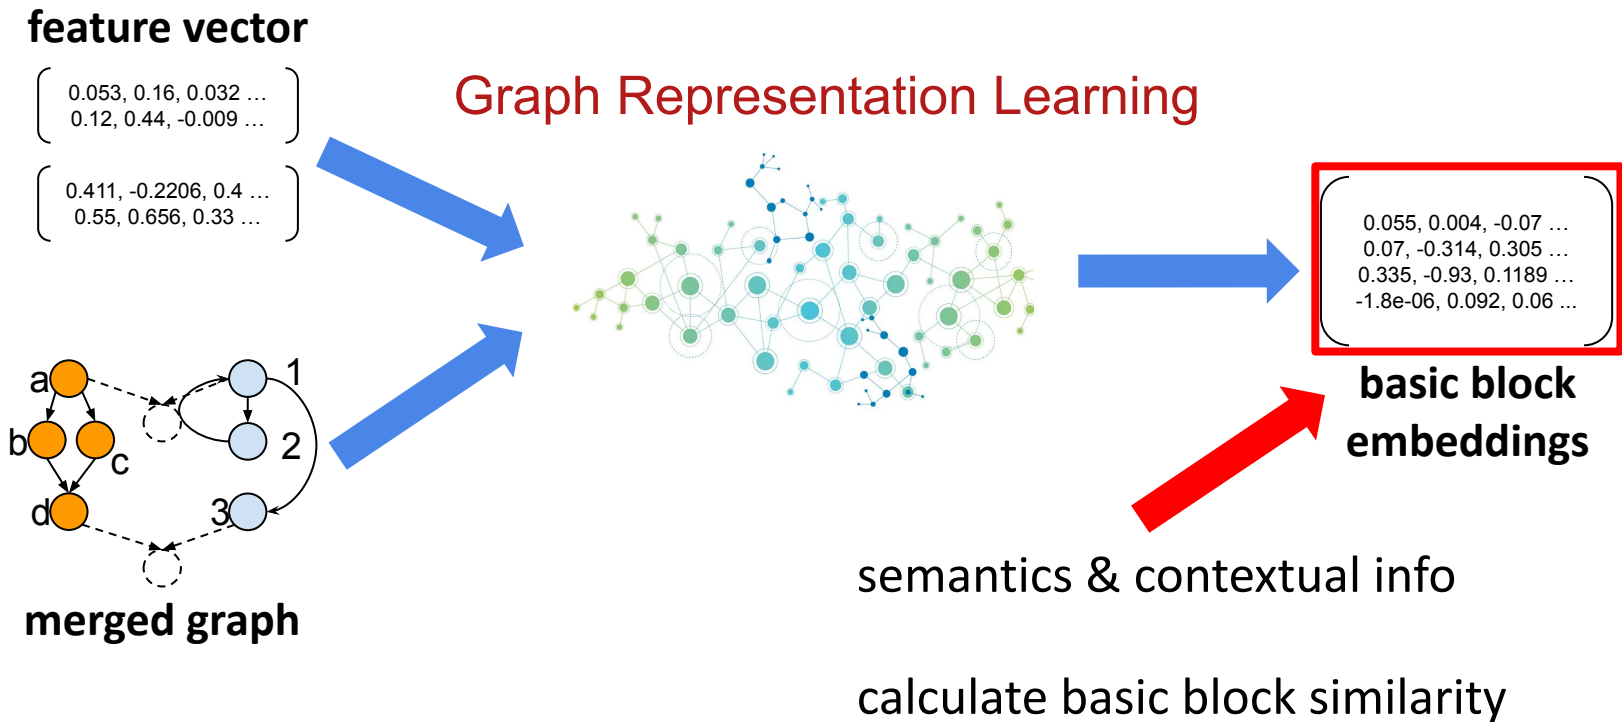 feature vector
0.053, 0.16, 0.032 ...
0.12, 0.44, -0.009 ...
0.411, -0.2206, 0.4 ...
0.55, 0.656, 0.33 ...
Graph Representation Learning
a
b
c
d
1
2
3
merged graph
0.055, 0.004, -0.07 ...
0.07, -0.314, 0.305 ...
0.335, -0.93, 0.1189 ...
-1.8e-06, 0.092, 0.06 ...
basic block
embeddings
semantics & contextual info
calculate basic block similarity